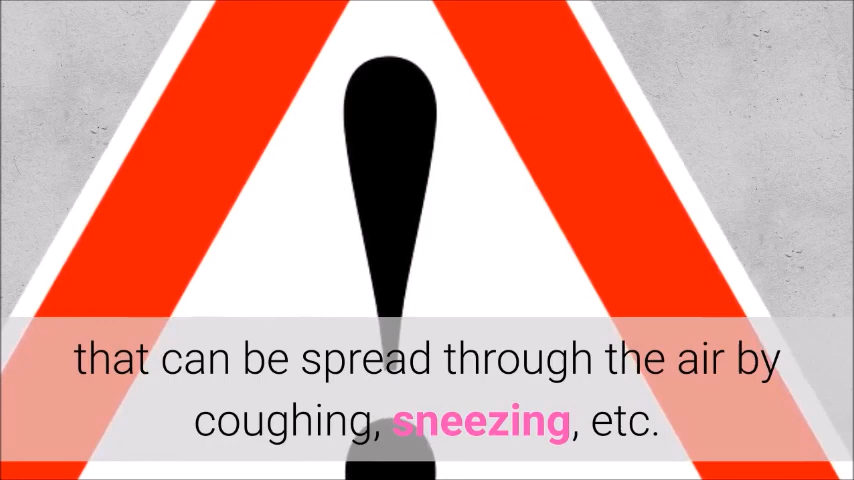 that can be spread through the air by
coughing, sneezing, etc.